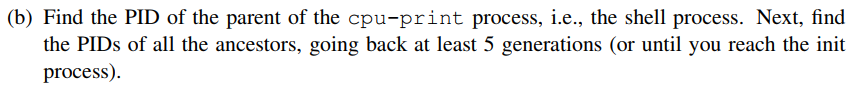 (b) Find the PID of the parent of the cpu-print process, i.e., the shell process. Next, find
the PIDs of all the ancestors, going back at least 5 generations (or until you reach the init
process).